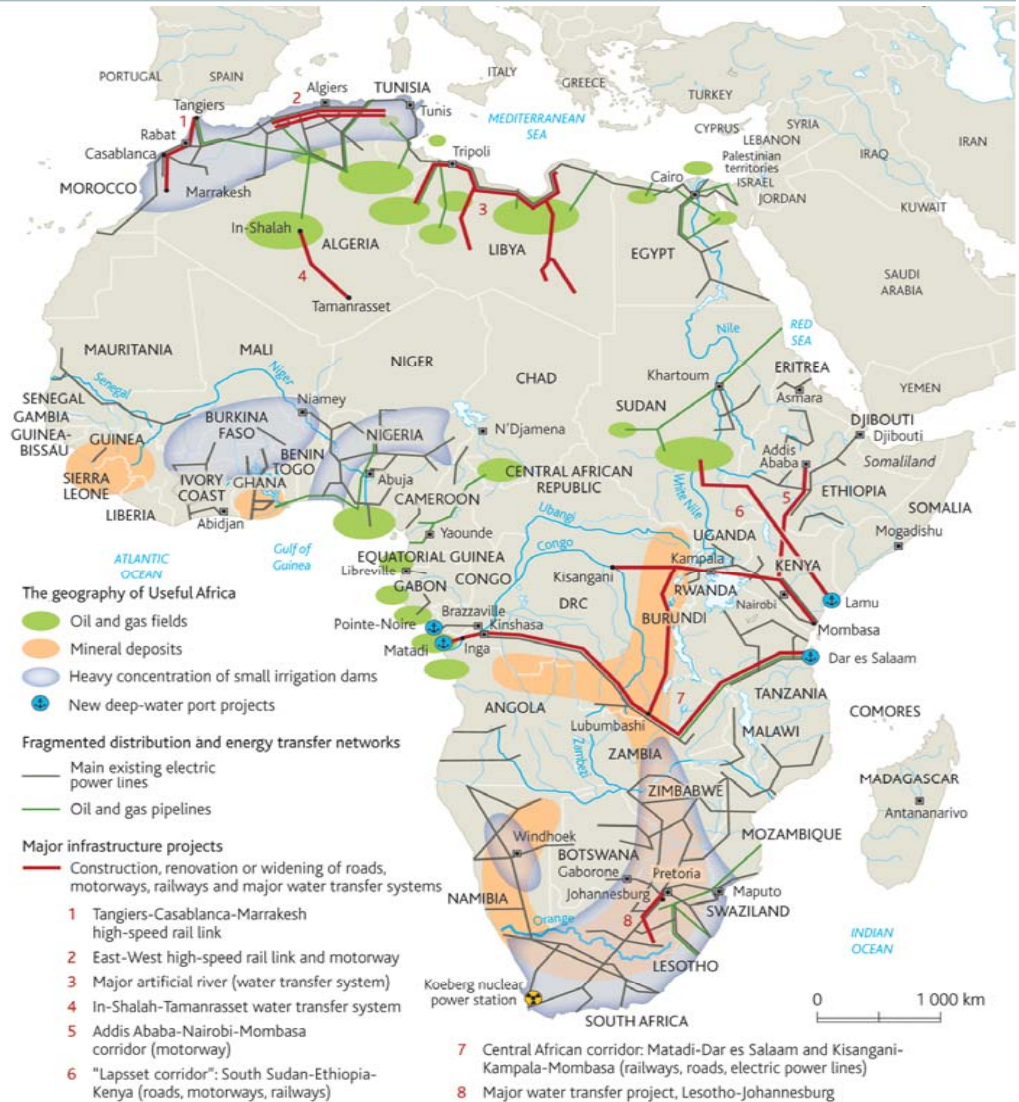 PORTUGAL
SPAIN
ITALY
GREECE
TURKEY
Tangiers
2
Algiers
TUNISIA
Tunis
MEDITERRANEAN
SEA
CYPRUS
SYRIA
LEBANON
IRAQ
IRAN
1
Rabat
Casablanca
Tripoli
Palestinian
territories
ISRAEL
JORDAN
Cairo
KUWAIT
MOROCCO
Marrakesh
In-Shalah
ALGERIA
3
LIBYA
EGYPT
SAUDI
ARABIA
4
Tamanrasset
RED
SEA
Nile
MAURITANIA
MALI
NIGER
CHAD
Khartoum
ERITREA
Asmara
YEMEN
Senegal
Niger
SENEGAL
GAMBIA
GUINEA-
BISSAU
GUINEA
BURKINA
FASO
Niamey
NIGERIA
N'Djamena
SUDAN
DJIBOUTI
Djibouti
SIERRA
LEONE
LIBERIA
IVORY
COAST
GHANA
BENIN
TOGO
Abuja
Abidjan
CAMEROON
CENTRAL AFRICAN
REPUBLIC
Addis
Ababa
Somaliland
5
ETHIOPIA
SOMALIA
6
White Nile
Mogadishu
ATLANTIC
OCEAN
Gulf of
Guinea
Yaounde
Ubangi
UGANDA
EQUATORIAL GUINEA
Libreville
GABON
CONGO
Congo
Kisangani
Kampala
KENYA
DRC
RWANDA
Nairobi
Lamu
BURUNDI
Mombasa
Brazzaville
Pointe-Noire
Kinshasa
Matadi
Inga
Dar es Salaam
7
TANZANIA
ANGOLA
Lubumbashi
COMORES
MALAWI
ZAMBIA
Zambezi
ZIMBABWE
MADAGASCAR
Antananarivo
MOZAMBIQUE
Windhoek
BOTSWANA
Gaborone
Pretoria
Johannesburg
Maputo
NAMIBIA
SWAZILAND
8
Orange
LESOTHO
INDIAN
OCEAN
Koeberg nuclear
power station
SOUTH AFRICA
0
1 000 km
The geography of Useful Africa
Oil and gas fields
Mineral deposits
Heavy concentration of small irrigation dams
New deep-water port projects
Fragmented distribution and energy transfer networks
Main existing electric
power lines
Oil and gas pipelines
Major infrastructure projects
Construction, renovation or widening of roads,
motorways, railways and major water transfer systems
1 Tangiers-Casablanca-Marrakesh
high-speed rail link
2 East-West high-speed rail link and motorway
3 Major artificial river (water transfer system)
4 In-Shalah-Tamanrasset water transfer system
5 Addis Ababa-Nairobi-Mombasa
corridor (motorway)
6 "Lapsset corridor": South Sudan-Ethiopia-
Kenya (roads, motorways, railways)
7 Central African corridor: Matadi-Dar es Salaam and Kisangani-
Kampala-Mombasa (railways, roads, electric power lines)
8 Major water transfer project, Lesotho-Johannesburg